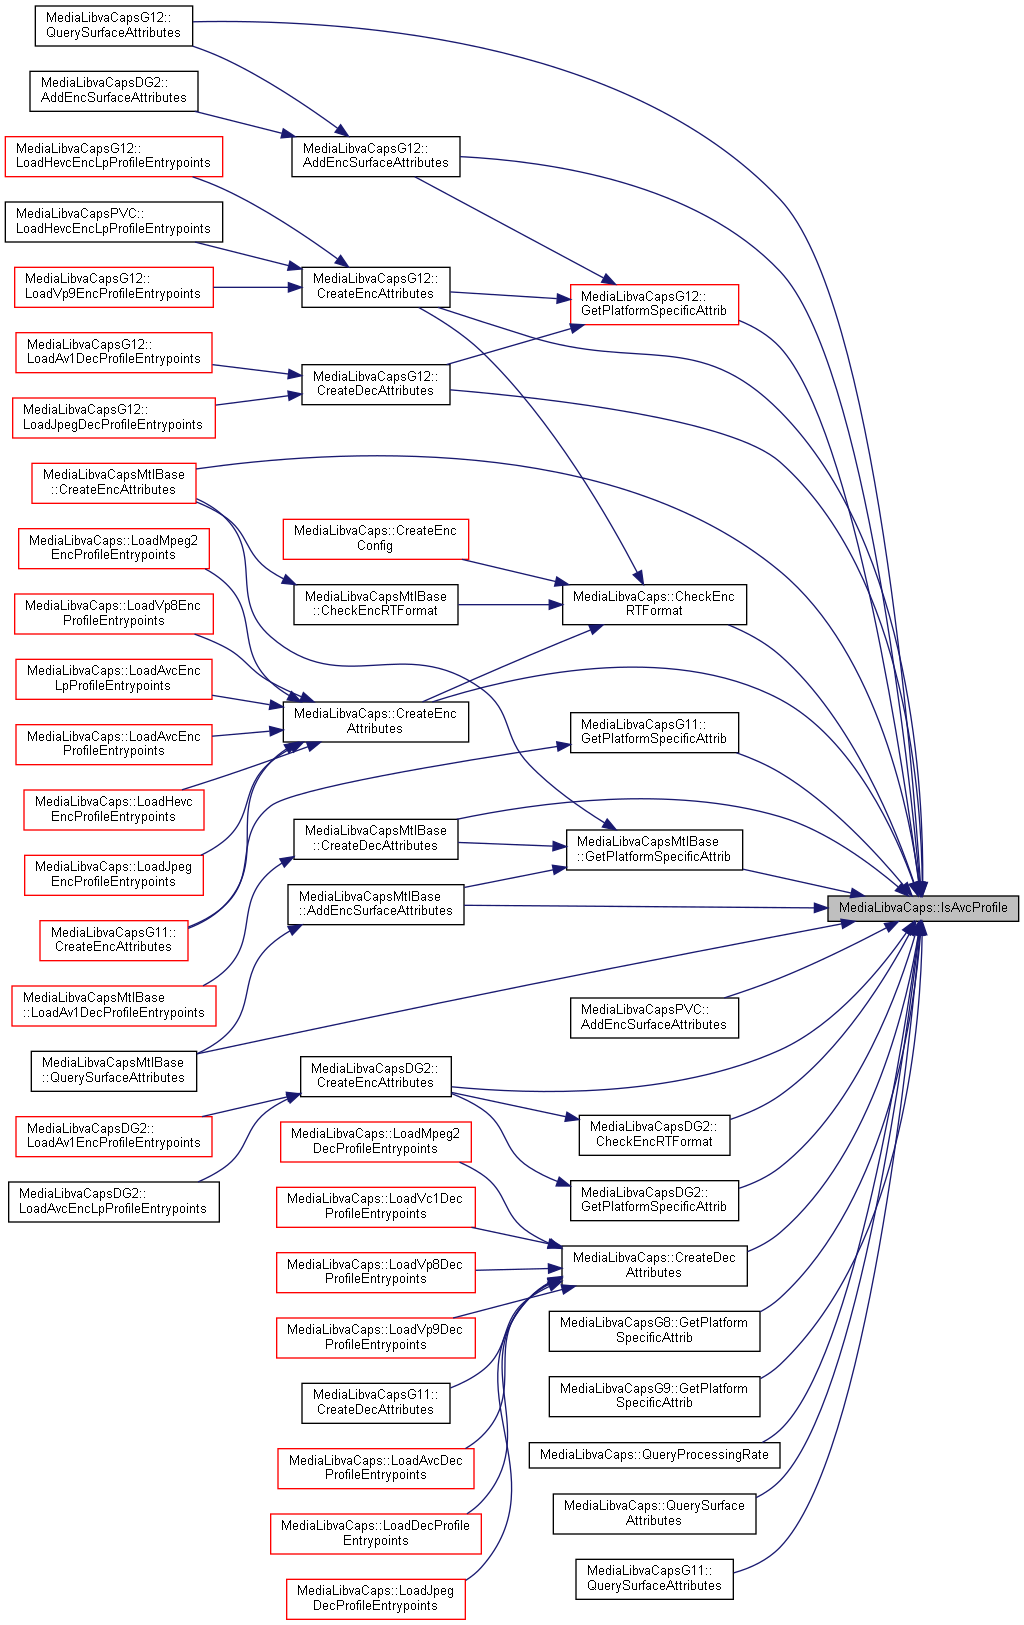 MediaLibvaCapsG12::
QuerySurfaceAttributes
MediaLibvaCapsDG2::
AddEncSurfaceAttributes
MediaLibvaCapsG12::
LoadHevcEncLpProfileEntrypoints
MediaLibvaCapsG12::
AddEncSurfaceAttributes
MediaLibvaCapsPVC::
LoadHevcEncLpProfileEntrypoints
MediaLibvaCapsG12::
LoadVp9EncProfileEntrypoints
MediaLibvaCapsG12::
CreateEncAttributes
MediaLibvaCapsG12::
GetPlatformSpecificAttrib
MediaLibvaCapsG12::
LoadAv1DecProfileEntrypoints
MediaLibvaCapsG12::
CreateDecAttributes
MediaLibvaCapsG12::
LoadJpegDecProfileEntrypoints
MediaLibvaCapsMtlBase
::CreateEncAttributes
MediaLibvaCaps::LoadMpeg2
EncProfileEntrypoints
MediaLibvaCaps::CreateEnc
Config
MediaLibvaCapsMtlBase
::CheckEncRTFormat
MediaLibvaCaps::CheckEnc
RTFormat
MediaLibvaCaps::LoadVp8Enc
ProfileEntrypoints
MediaLibvaCaps::LoadAvcEnc
LpProfileEntrypoints
MediaLibvaCaps::LoadAvcEnc
ProfileEntrypoints
MediaLibvaCaps::CreateEnc
Attributes
MediaLibvaCapsG11::
GetPlatformSpecificAttrib
MediaLibvaCaps::LoadHevc
EncProfileEntrypoints
MediaLibvaCaps::LoadJpeg
EncProfileEntrypoints
MediaLibvaCapsMtlBase
::CreateDecAttributes
MediaLibvaCapsMtlBase
::GetPlatformSpecificAttrib
MediaLibvaCapsMtlBase
::AddEncSurfaceAttributes
MediaLibvaCaps::IsAvcProfile
MediaLibvaCapsG11::
CreateEncAttributes
MediaLibvaCapsMtlBase
::LoadAv1DecProfileEntrypoints
MediaLibvaCapsPVC::
AddEncSurfaceAttributes
MediaLibvaCapsMtlBase
::QuerySurfaceAttributes
MediaLibvaCapsDG2::
CreateEncAttributes
MediaLibvaCapsDG2::
LoadAv1EncProfileEntrypoints
MediaLibvaCapsDG2::
CheckEncRTFormat
MediaLibvaCaps::LoadMpeg2
DecProfileEntrypoints
MediaLibvaCapsDG2::
LoadAvcEncLpProfileEntrypoints
MediaLibvaCapsDG2::
GetPlatformSpecificAttrib
MediaLibvaCaps::LoadVc1Dec
ProfileEntrypoints
MediaLibvaCaps::LoadVp8Dec
ProfileEntrypoints
MediaLibvaCaps::CreateDec
Attributes
MediaLibvaCaps::LoadVp9Dec
ProfileEntrypoints
MediaLibvaCapsG8::GetPlatform
SpecificAttrib
MediaLibvaCapsG11::
CreateDecAttributes
MediaLibvaCapsG9::GetPlatform
SpecificAttrib
MediaLibvaCaps::LoadAvcDec
ProfileEntrypoints
MediaLibvaCaps::QueryProcessingRate
MediaLibvaCaps::LoadDecProfile
Entrypoints
MediaLibvaCaps::QuerySurface
Attributes
MediaLibvaCaps::LoadJpeg
DecProfileEntrypoints
MediaLibvaCapsG11::
QuerySurfaceAttributes